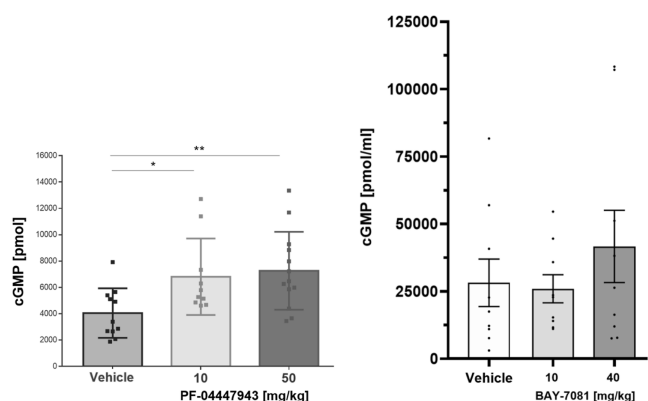 cGMP [pmol]
16000
14000
12000
10000
8000
6000
4000
2000
0
*
**
Vehicle 10 50
PF-04447943 [mg/kg]
cGMP [pmol/ml]
125000
100000
75000
50000
25000
0
Vehicle 10 40
BAY-7081 [mg/kg]